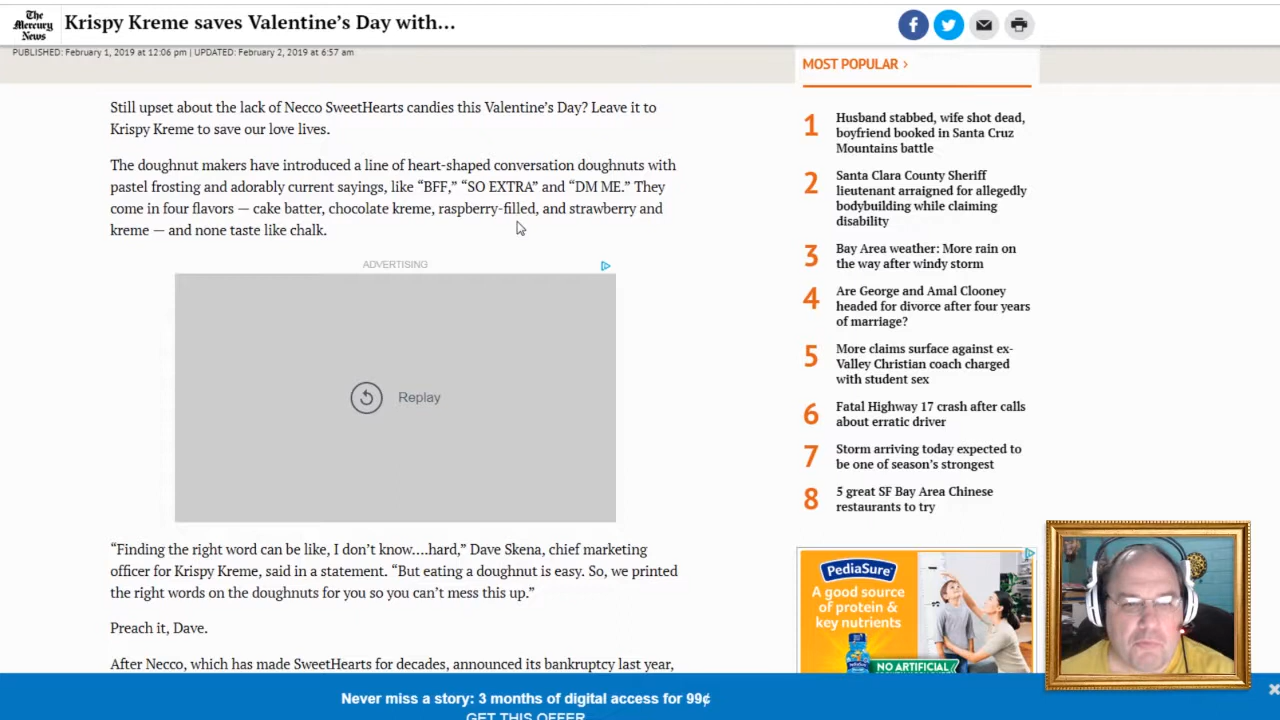 The
Mercury
News
Krispy Kreme saves Valentine's Day with...
PUBLISHED: February 1, 2019 at 12:06 pm | UPDATED: February 2, 2019 at 6:57 am
Still upset about the lack of Necco SweetHearts candies this Valentine's Day? Leave it to
Krispy Kreme to save our love lives.
The doughnut makers have introduced a line of heart-shaped conversation doughnuts with
pastel frosting and adorably current sayings, like “BFF,” “SO EXTRA” and “DM ME.” They
come in four flavors — cake batter, chocolate kreme, raspberry-filled, and strawberry and
kreme — and none taste like chalk.
ADVERTISING
Replay
“Finding the right word can be like, I don't know....hard,” Dave Skena, chief marketing
officer for Krispy Kreme, said in a statement. “But eating a doughnut is easy. So, we printed
the right words on the doughnuts for you so you can't mess this up.”
Preach it, Dave.
After Necco, which has made SweetHearts for decades, announced its bankruptcy last year,
MOST POPULAR ›
1 Husband stabbed, wife shot dead,
boyfriend booked in Santa Cruz
Mountains battle
2 Santa Clara County Sheriff
lieutenant arraigned for allegedly
bodybuilding while claiming
disability
3 Bay Area weather: More rain on
the way after windy storm
4 Are George and Amal Clooney
headed for divorce after four years
of marriage?
5 More claims surface against ex-
Valley Christian coach charged
with student sex
6 Fatal Highway 17 crash after calls
about erratic driver
7 Storm arriving today expected to
be one of season's strongest
8 5 great SF Bay Area Chinese
restaurants to try
PediaSure
A good source
of protein &
key nutrients
NO ARTIFICIAL
Never miss a story: 3 months of digital access for 99¢
GET THIS OFFER